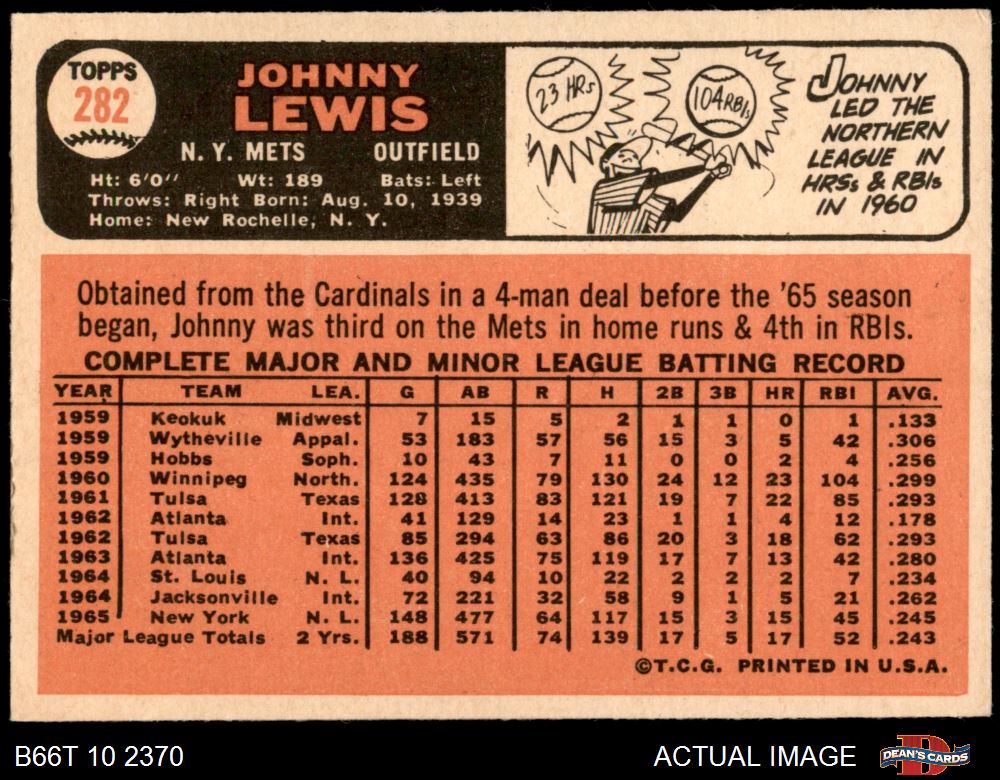 TOPPS
282
JOHNNY
LEWIS
N. Y. METS OUTFIELD
Ht: 6'0'' Wt: 189 Bats: Left
Throws: Right Born: Aug. 10, 1939
Home: New Rochelle, N. Y.
23 HRs
104 RBIs
JOHNNY
LED THE
NORTHERN
LEAGUE IN
HRSs & RBIs
IN 1960
Obtained from the Cardinals in a 4-man deal before the '65 season
began, Johnny was third on the Mets in home runs & 4th in RBIs.
COMPLETE MAJOR AND MINOR LEAGUE BATTING RECORD
YEAR TEAM LEA. G AB R H 2B 3B HR RBI AVG.
1959 Keokuk Midwest 7 15 5 2 1 1 0 1 .133
1959 Wytheville Appal. 53 183 57 56 15 3 5 42 .306
1959 Hobbs Soph. 10 43 7 11 0 0 2 4 .256
1960 Winnipeg North. 124 435 79 130 24 12 23 104 .299
1961 Tulsa Texas 128 413 83 121 19 7 22 85 .293
1962 Atlanta Int. 41 129 14 23 1 1 4 12 .178
1962 Tulsa Texas 85 294 63 86 20 3 18 62 .293
1963 Atlanta Int. 136 425 75 119 17 7 13 42 .280
1964 St. Louis N. L. 40 94 10 22 2 2 2 7 .234
1964 Jacksonville Int. 72 221 32 58 9 1 5 21 .262
1965 New York N. L. 148 477 64 117 15 3 15 45 .245
Major League Totals 2 Yrs. 188 571 74 139 17 5 17 52 .243
©T.C.G. PRINTED IN U.S.A.
B66T 10 2370 ACTUAL IMAGE DEAN'S CARDS